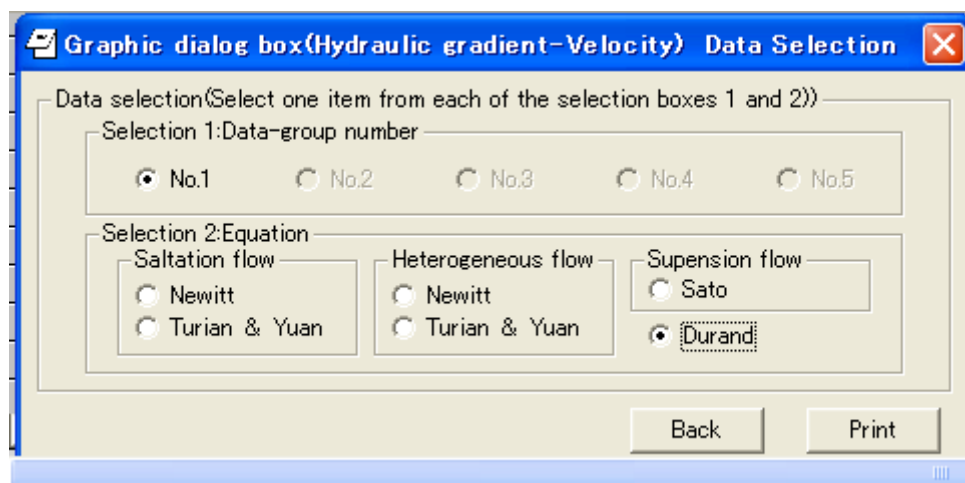 Graphic dialog box(Hydraulic gradient-Velocity) Data Selection
Data selection(Select one item from each of the selection boxes 1 and 2))
Selection 1:Data-group number
No.1 No.2 No.3 No.4 No.5
Selection 2:Equation
Saltation flow
Newitt
Turian & Yuan
Heterogeneous flow
Newitt
Turian & Yuan
Supension flow
Sato
Durand
Back Print